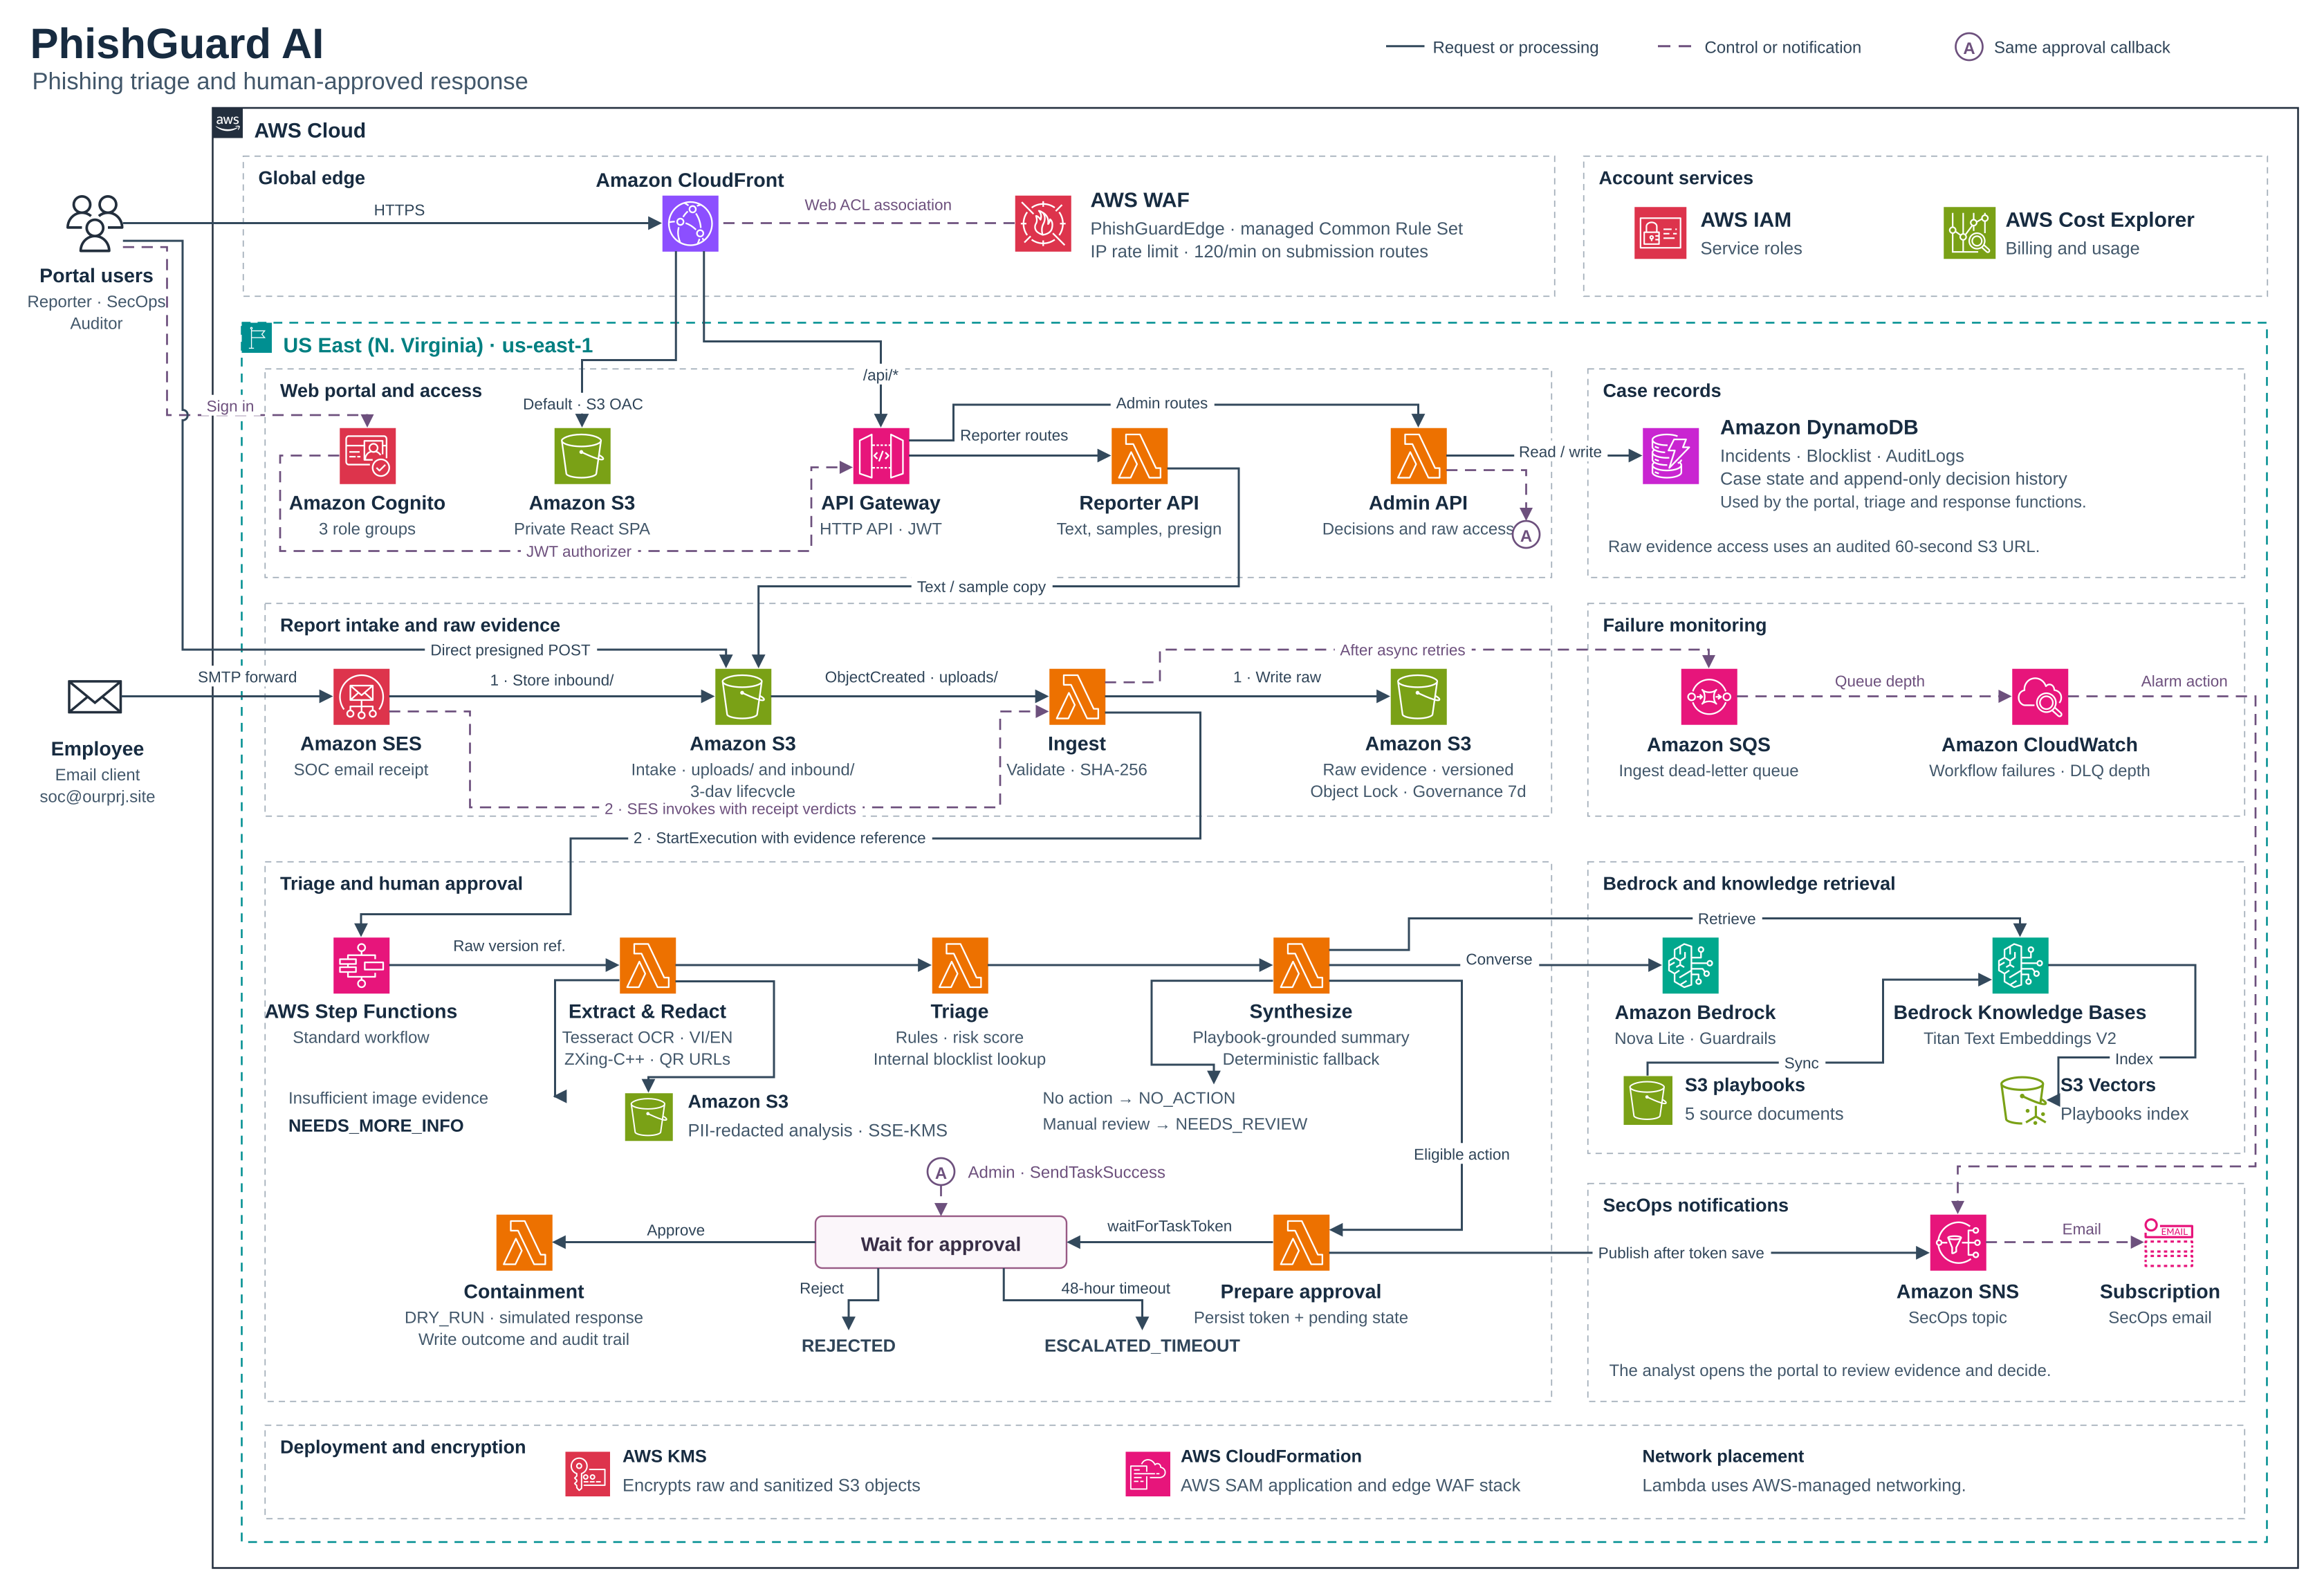 PhishGuard AI
Phishing triage and human-approved response
Request or processing
Control or notification
A
Same approval callback
aws
AWS Cloud
Global edge
Amazon CloudFront
HTTPS
Web ACL association
AWS WAF
PhishGuardEdge · managed Common Rule Set
IP rate limit · 120/min on submission routes
Account services
AWS IAM
Service roles
AWS Cost Explorer
Billing and usage
Portal users
Reporter · SecOps
Auditor
US East (N. Virginia) · us-east-1
Web portal and access
Sign in
Default · S3 OAC
/api/*
Admin routes
Reporter routes
Read / write
Amazon Cognito
3 role groups
Amazon S3
Private React SPA
API Gateway
HTTP API · JWT
Reporter API
Text, samples, presign
Admin API
Decisions and raw access
A
JWT authorizer
Case records
Amazon DynamoDB
Incidents · Blocklist · AuditLogs
Case state and append-only decision history
Used by the portal, triage and response functions.
Raw evidence access uses an audited 60-second S3 URL.
Text / sample copy
Report intake and raw evidence
Direct presigned POST
After async retries
SMTP forward
1 · Store inbound/
ObjectCreated · uploads/
1 · Write raw
Employee
Email client
soc@ourprj.site
Amazon SES
SOC email receipt
Amazon S3
Intake · uploads/ and inbound/
3-day lifecycle
Ingest
Validate · SHA-256
Amazon S3
Raw evidence · versioned
Object Lock · Governance 7d
2 · SES invokes with receipt verdicts
2 · StartExecution with evidence reference
Failure monitoring
Queue depth
Alarm action
Amazon SQS
Ingest dead-letter queue
Amazon CloudWatch
Workflow failures · DLQ depth
Triage and human approval
Raw version ref.
AWS Step Functions
Standard workflow
Extract & Redact
Tesseract OCR · VI/EN
ZXing-C++ · QR URLs
Triage
Rules · risk score
Internal blocklist lookup
Synthesize
Playbook-grounded summary
Deterministic fallback
Insufficient image evidence
NEEDS_MORE_INFO
Amazon S3
PII-redacted analysis · SSE-KMS
No action → NO_ACTION
Manual review → NEEDS_REVIEW
Eligible action
A
Admin · SendTaskSuccess
Approve
Wait for approval
waitForTaskToken
Containment
DRY_RUN · simulated response
Write outcome and audit trail
Reject
REJECTED
48-hour timeout
ESCALATED_TIMEOUT
Prepare approval
Persist token + pending state
Bedrock and knowledge retrieval
Retrieve
Converse
Amazon Bedrock
Nova Lite · Guardrails
Bedrock Knowledge Bases
Titan Text Embeddings V2
Sync
Index
S3 playbooks
5 source documents
S3 Vectors
Playbooks index
SecOps notifications
Publish after token save
Email
EMAIL
Amazon SNS
SecOps topic
Subscription
SecOps email
The analyst opens the portal to review evidence and decide.
Deployment and encryption
AWS KMS
Encrypts raw and sanitized S3 objects
AWS CloudFormation
AWS SAM application and edge WAF stack
Network placement
Lambda uses AWS-managed networking.